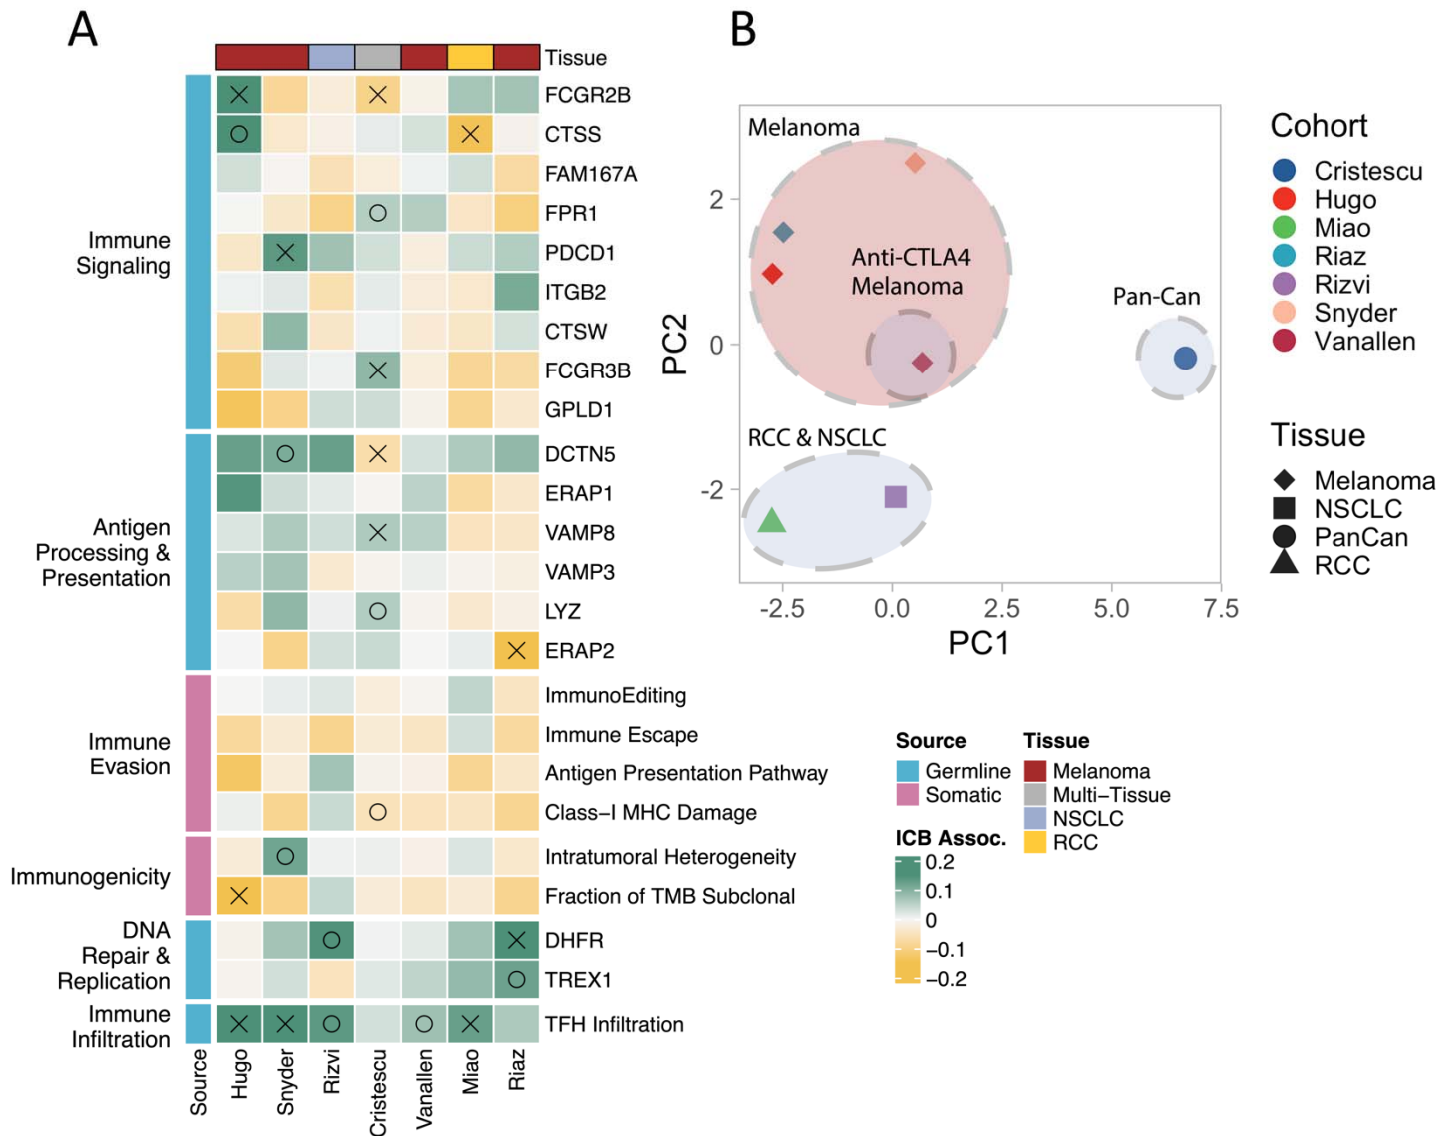 A
Tissue
FCGR2B
CTSS
FAM167A
FPR1
PDCD1
ITGB2
CTSW
FCGR3B
GPLD1
Immune
Signaling
DCTN5
ERAP1
VAMP8
VAMP3
LYZ
ERAP2
Antigen
Processing &
Presentation
ImmunoEditing
Immune Escape
Antigen Presentation Pathway
Class–I MHC Damage
Immune
Evasion
Intratumoral Heterogeneity
Fraction of TMB Subclonal
Immunogenicity
DHFR
TREX1
DNA
Repair &
Replication
TFH Infiltration
Immune
Infiltration
Source
Hugo
Snyder
Rizvi
Cristescu
Vanallen
Miao
Riaz
B
Melanoma
Anti-CTLA4
Melanoma
Pan-Can
RCC & NSCLC
PC2
2
0
-2
-2.5
0.0
2.5
5.0
7.5
PC1
Cohort
Cristescu
Hugo
Miao
Riaz
Rizvi
Snyder
Vanallen
Tissue
Melanoma
NSCLC
PanCan
RCC
Source
Germline
Somatic
Tissue
Melanoma
Multi–Tissue
NSCLC
RCC
ICB Assoc.
0.2
0.1
0
−0.1
−0.2